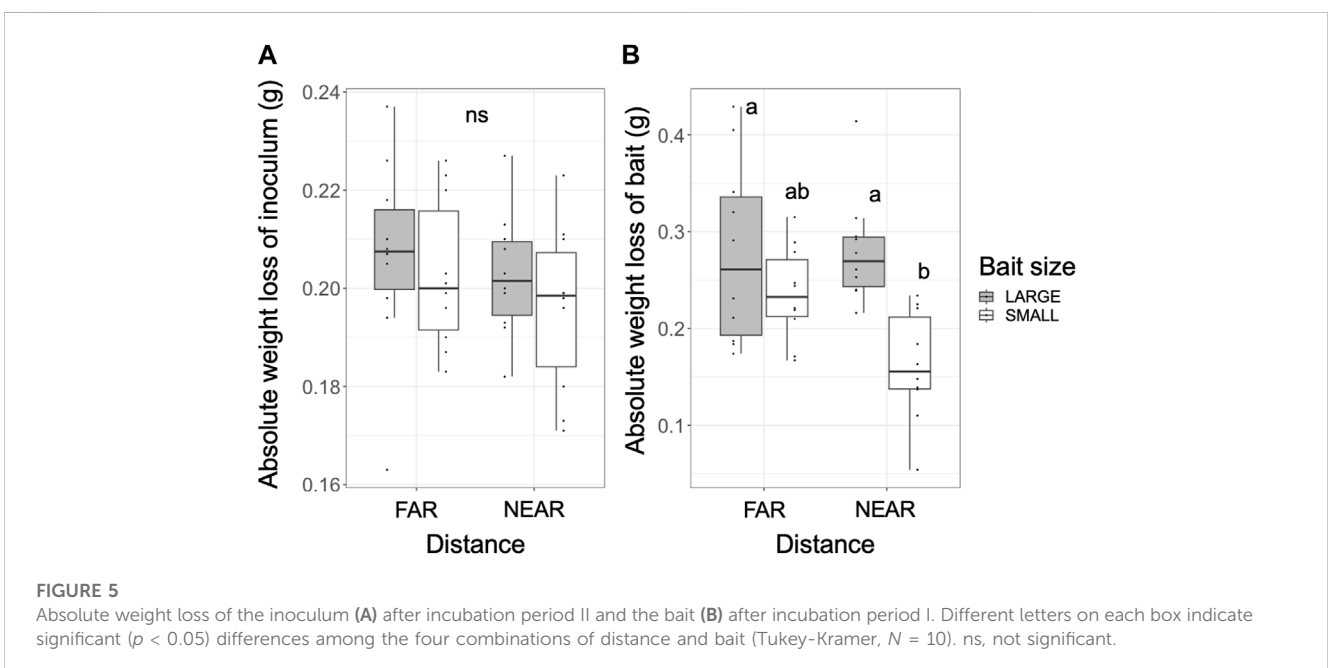 A
B
Absolute weight loss of inoculum (g)
0.24
0.22
0.20
0.18
0.16
ns
FAR
NEAR
Distance
Absolute weight loss of bait (g)
0.4
0.3
0.2
0.1
a
ab
a
b
FAR
NEAR
Distance
Bait size
LARGE
SMALL
FIGURE 5
Absolute weight loss of the inoculum (A) after incubation period II and the bait (B) after incubation period I. Different letters on each box indicate
significant (p < 0.05) differences among the four combinations of distance and bait (Tukey-Kramer, N = 10). ns, not significant.